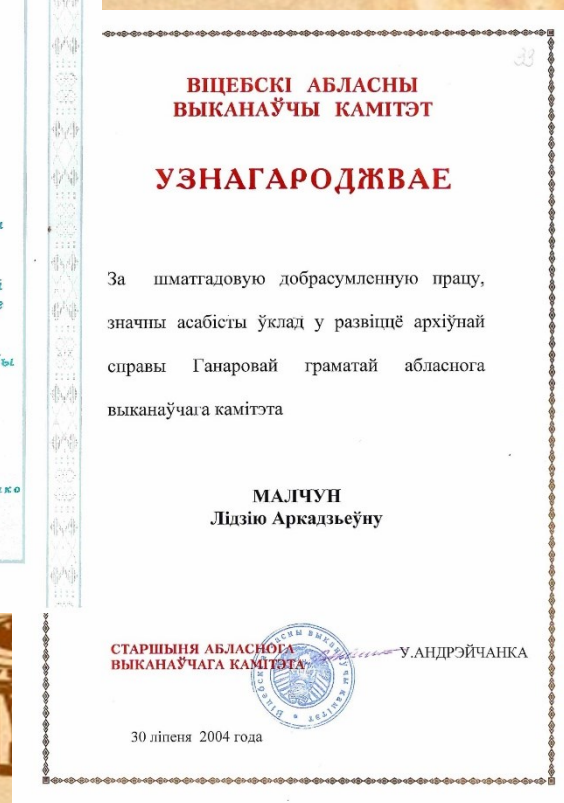 33
ВІЦЕБСКІ АБЛАСНЫ
ВЫКАНАЎЧЫ КАМІТЭТ
УЗНАГАРОДЖВАЕ
За шматгадовую добрасумленную працу,
значны асабісты ўклад у развіццё архіўнай
справы Ганаровай граматай абласнога
выканаўчага камітэта
МАЛЧУН
Лідзію Аркадзьеўну
СТАРШЫНЯ АБЛАСНОГА
ВЫКАНАЎЧАГА КАМІТЭТА
У.АНДРЭЙЧАНКА
30 ліпеня 2004 года